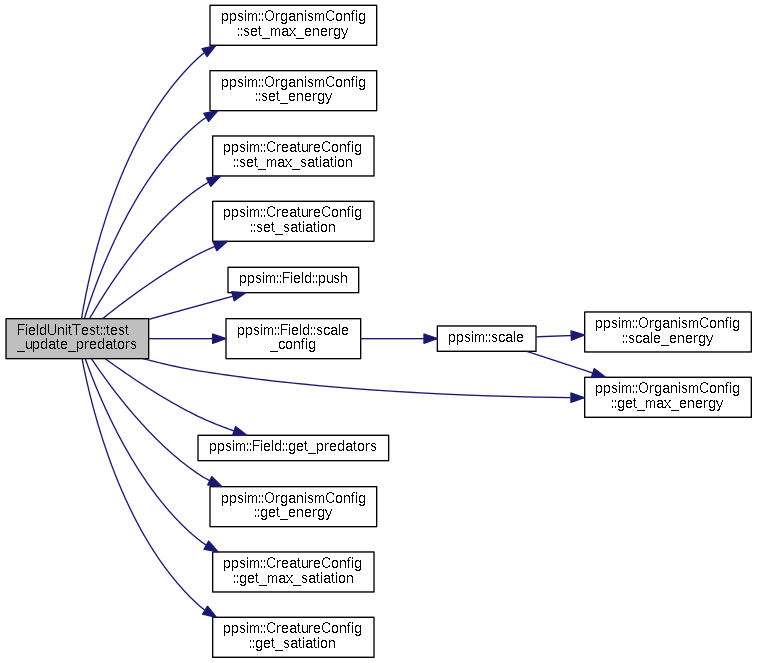 ppsim::OrganismConfig
::set_max_energy
ppsim::OrganismConfig
::set_energy
ppsim::CreatureConfig
::set_max_satiation
ppsim::CreatureConfig
::set_satiation
ppsim::Field::push
FieldUnitTest::test
_update_predators
ppsim::Field::scale
_config
ppsim::scale
ppsim::OrganismConfig
::scale_energy
ppsim::OrganismConfig
::get_max_energy
ppsim::Field::get_predators
ppsim::OrganismConfig
::get_energy
ppsim::CreatureConfig
::get_max_satiation
ppsim::CreatureConfig
::get_satiation